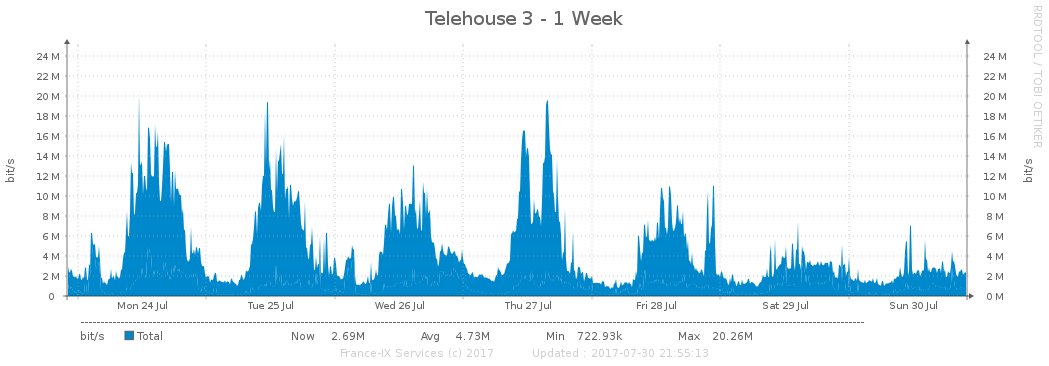 Telehouse 3 - 1 Week
RRDTOOL / TOBI OETIKER
24 M 24 M
22 M 22 M
20 M 20 M
18 M 18 M
16 M 16 M
14 M 14 M
12 M 12 M
10 M 10 M
8 M 8 M
6 M 6 M
4 M 4 M
2 M 2 M
0 0 M
bit/s
bit/s
Mon 24 Jul Tue 25 Jul Wed 26 Jul Thu 27 Jul Fri 28 Jul Sat 29 Jul Sun 30 Jul
bit/s Total Now 2.69M Avg 4.73M Min 722.93k Max 20.26M
France-IX Services (c) 2017 Updated : 2017-07-30 21:55:13